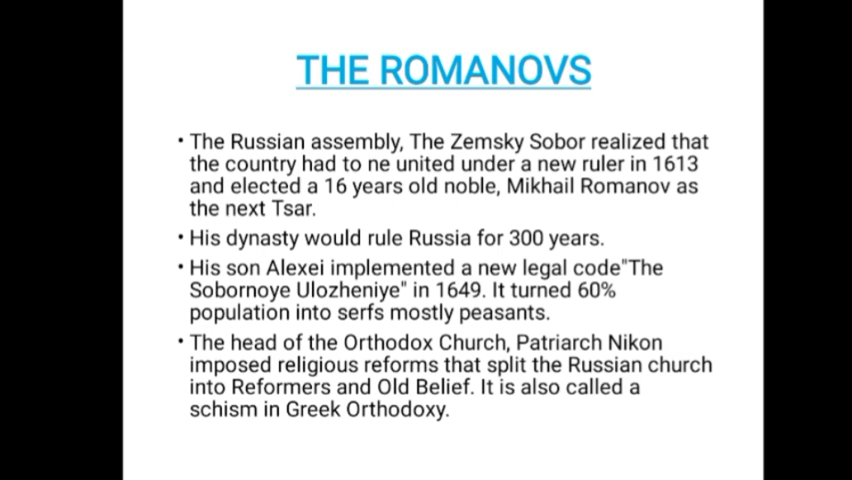 THE ROMANOVS
• The Russian assembly, The Zemsky Sobor realized that
the country had to ne united under a new ruler in 1613
and elected a 16 years old noble, Mikhail Romanov as
the next Tsar.
• His dynasty would rule Russia for 300 years.
• His son Alexei implemented a new legal code"The
Sobornoye Ulozheniye" in 1649. It turned 60%
population into serfs mostly peasants.
• The head of the Orthodox Church, Patriarch Nikon
imposed religious reforms that split the Russian church
into Reformers and Old Belief. It is also called a
schism in Greek Orthodoxy.